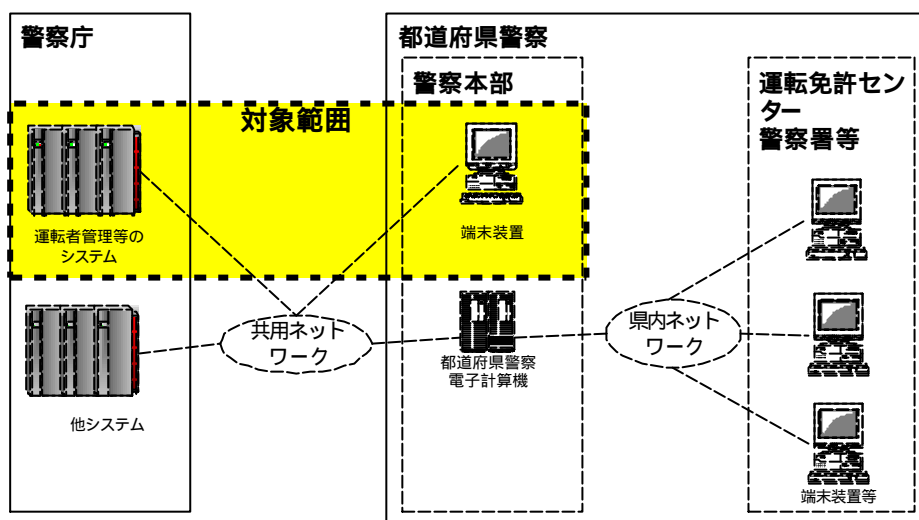 警察庁
都道府県警察
警察本部
運転免許セン
ター
警察署等
対象範囲
運転者管理等の
システム
端末装置
共用ネット
ワーク
都道府県警察
電子計算機
県内ネット
ワーク
他システム
端末装置等